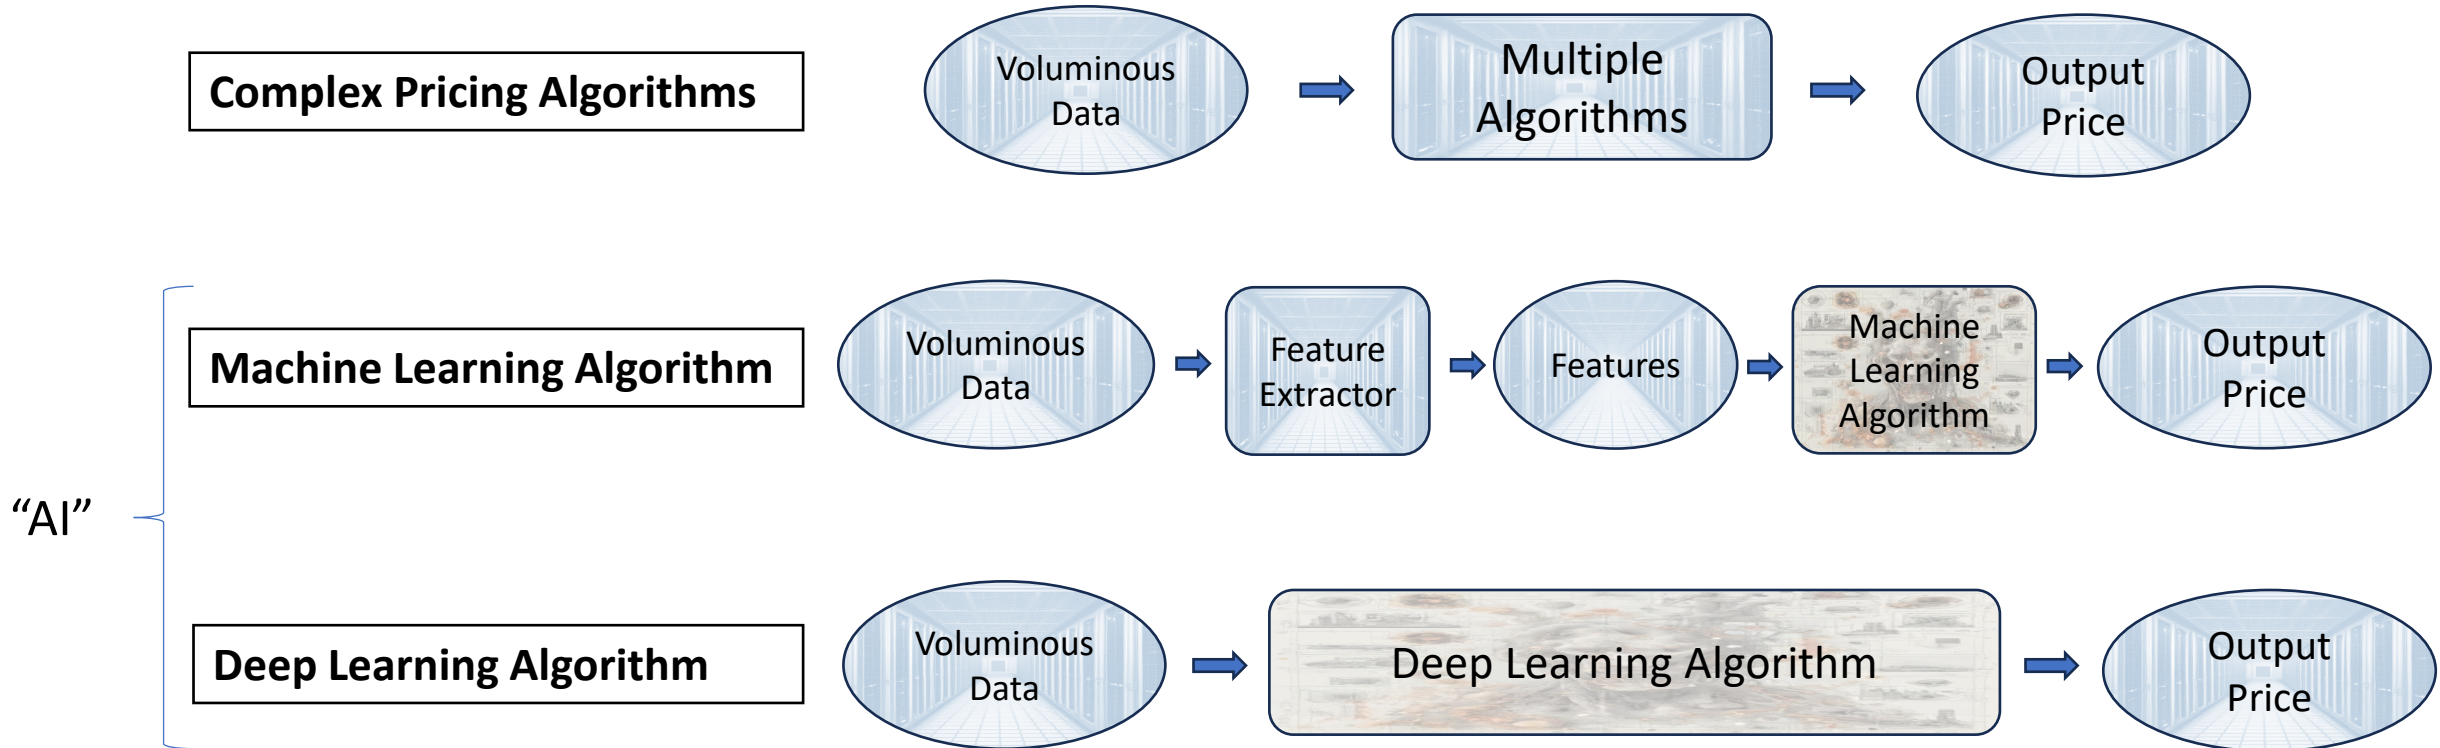 Complex Pricing Algorithms
Voluminous
Data
Multiple
Algorithms
Output
Price
“AI”
Machine Learning Algorithm
Voluminous
Data
Feature
Extractor
Features
Machine
Learning
Algorithm
Output
Price
Deep Learning Algorithm
Voluminous
Data
Deep Learning Algorithm
Output
Price